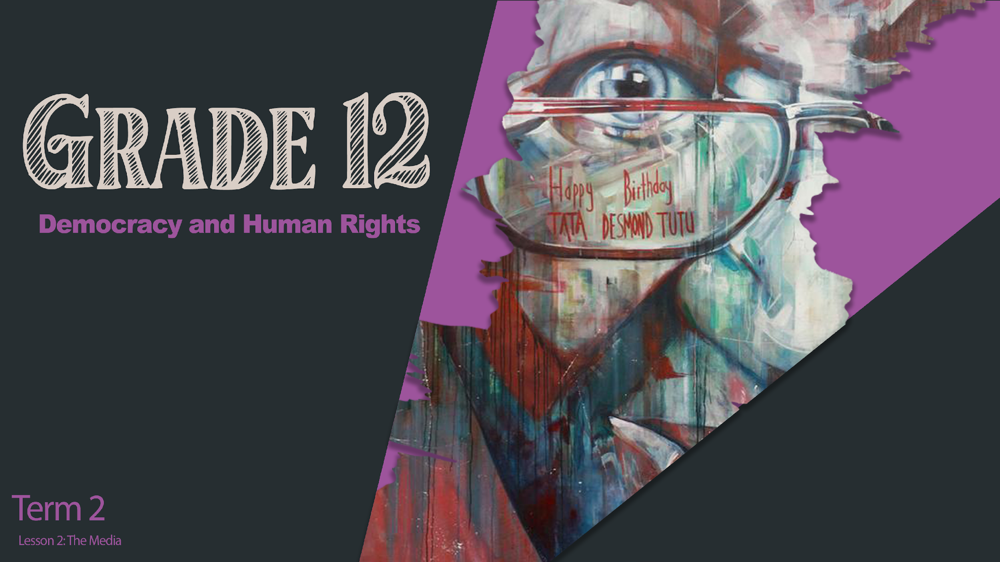 GRADE 12
Democracy and Human Rights
Happy Birthday
TATA DESMOND TUTU
Term 2
Lesson 2: The Media